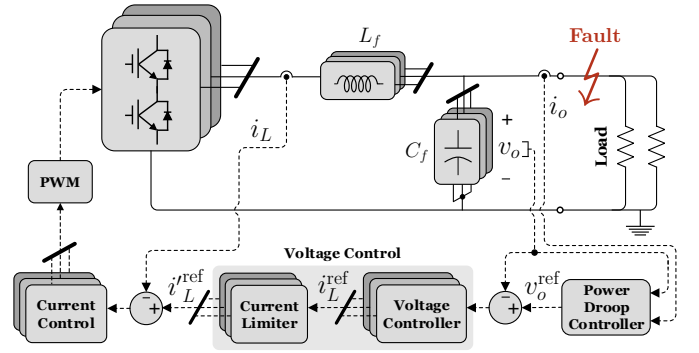 L_f
Fault
i_L
i_o
C_f
+
v_o
−
Load
PWM
Voltage Control
i'_L^ref
i_L^ref
v_o^ref
−
+
−
+
Current
Control
Current
Limiter
Voltage
Controller
Power
Droop
Controller